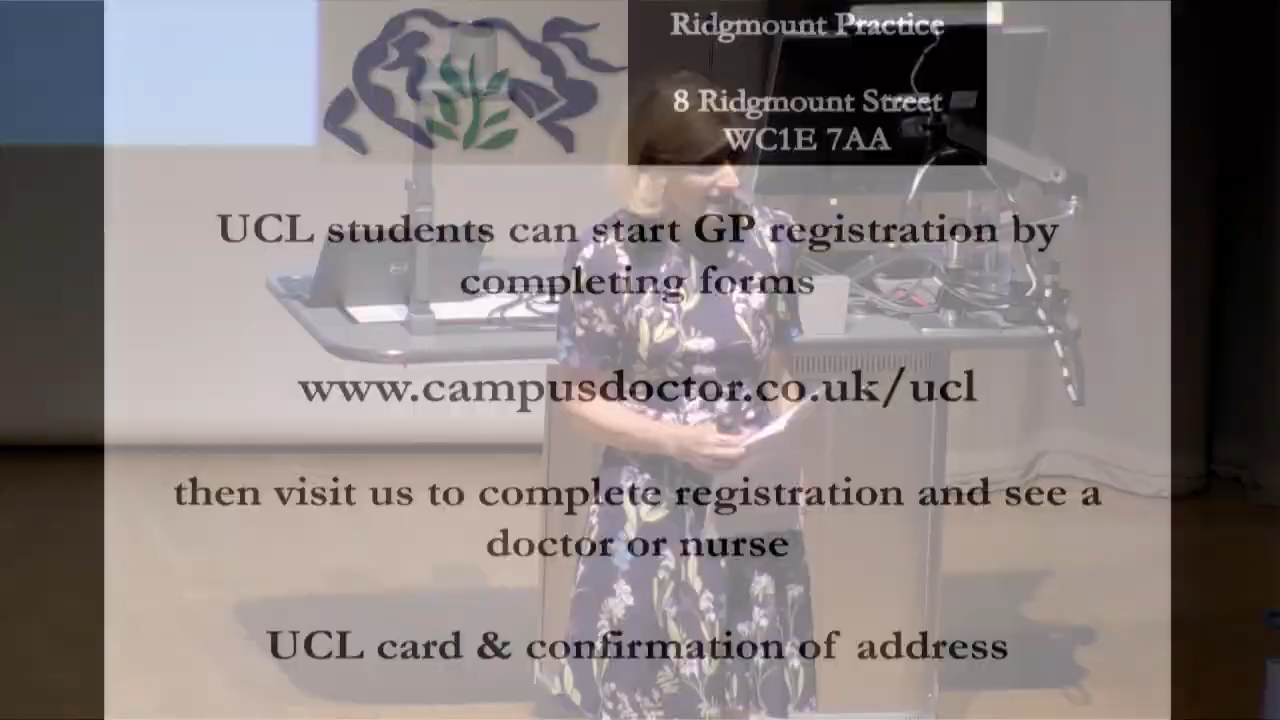 Ridgmount Practice
8 Ridgmount Street
WC1E 7AA
UCL students can start GP registration by
completing forms
www.campusdoctor.co.uk/ucl
then visit us to complete registration and see a
doctor or nurse
UCL card & confirmation of address